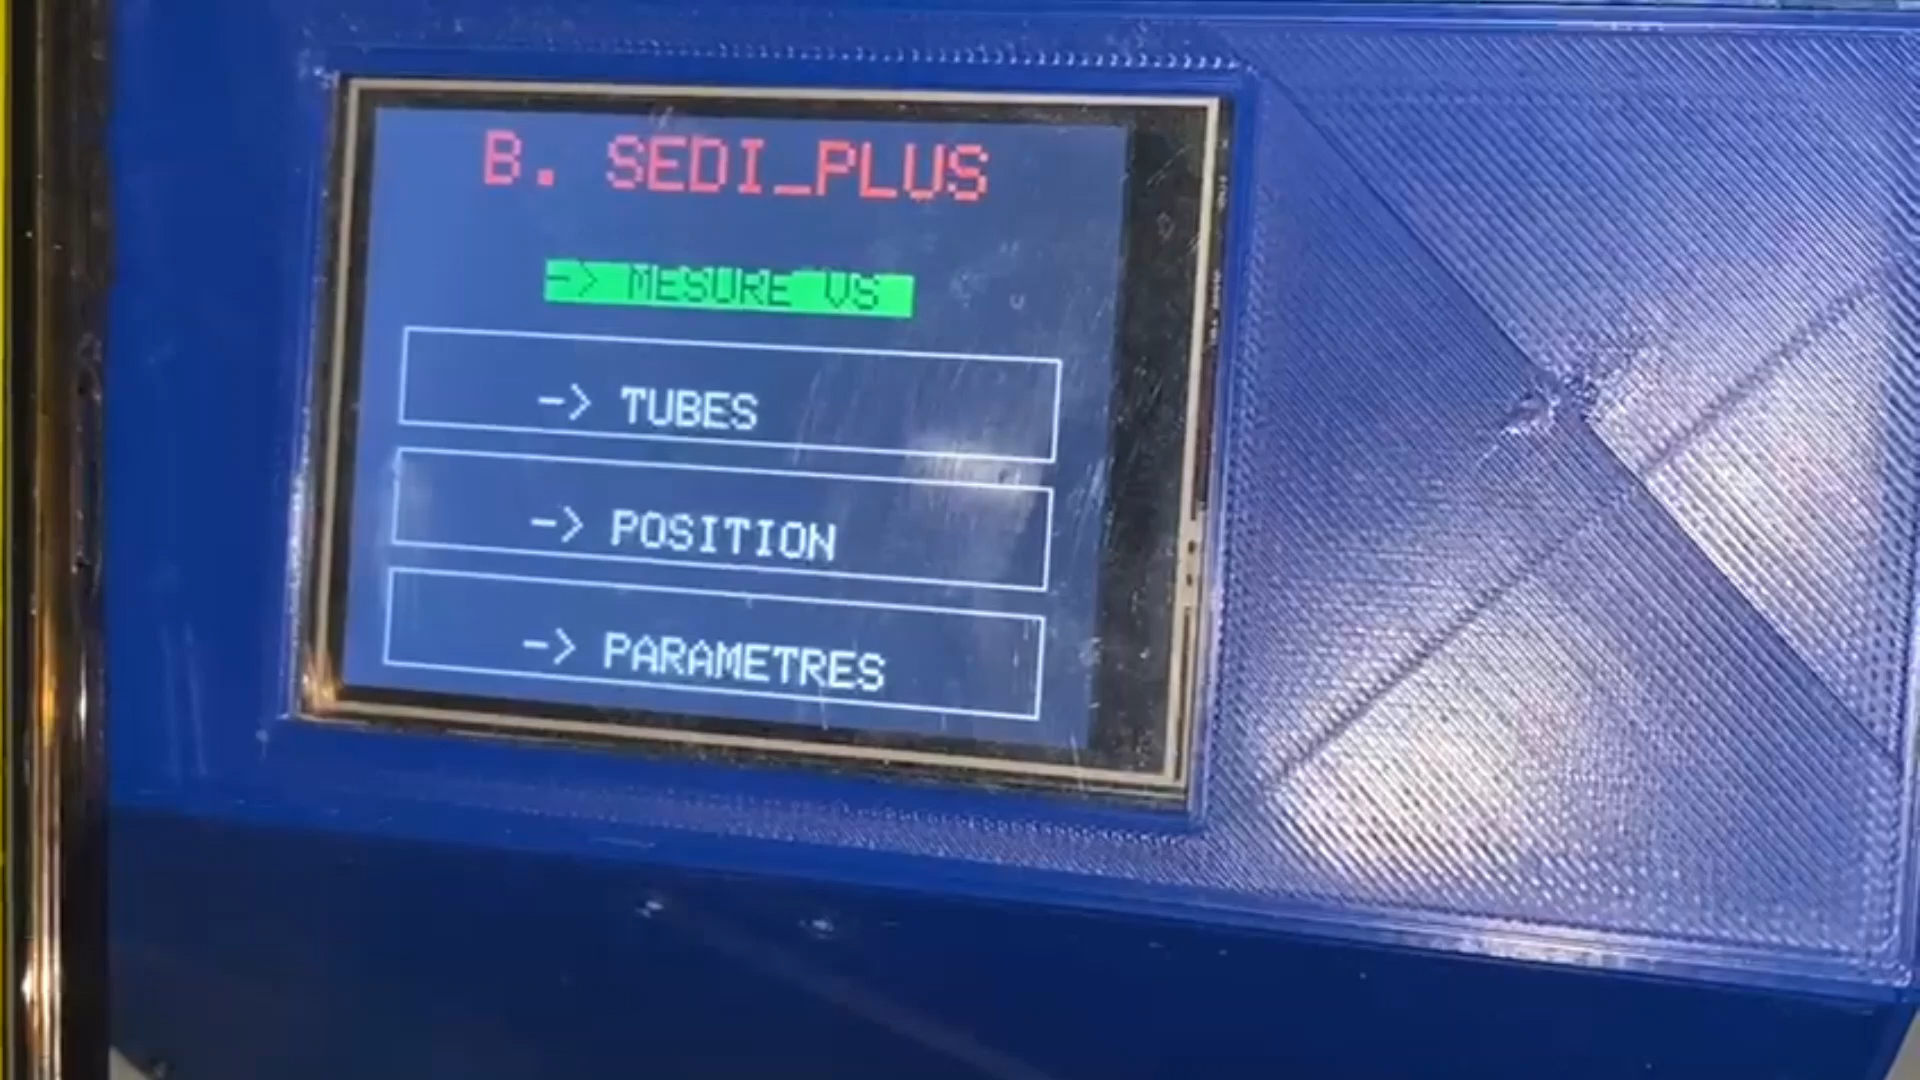 B. SEDI_PLUS
-> MESURE VS
-> TUBES
-> POSITION
-> PARAMETRES